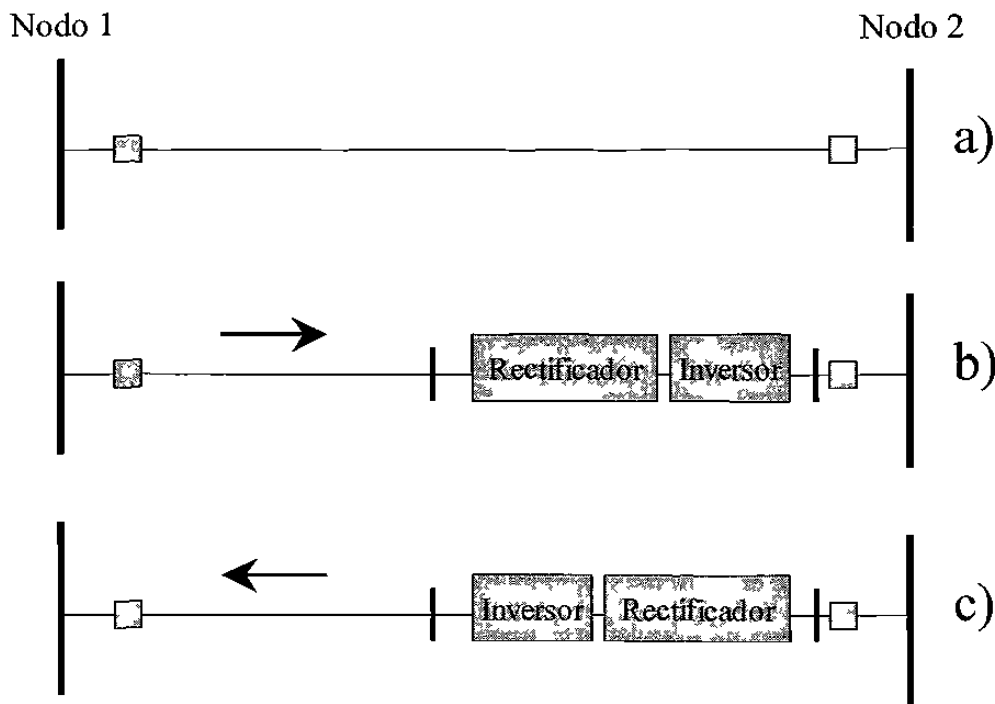 Nodo 1
Nodo 2
a)
Rectificador
Inversor
b)
Inversor
Rectificador
c)